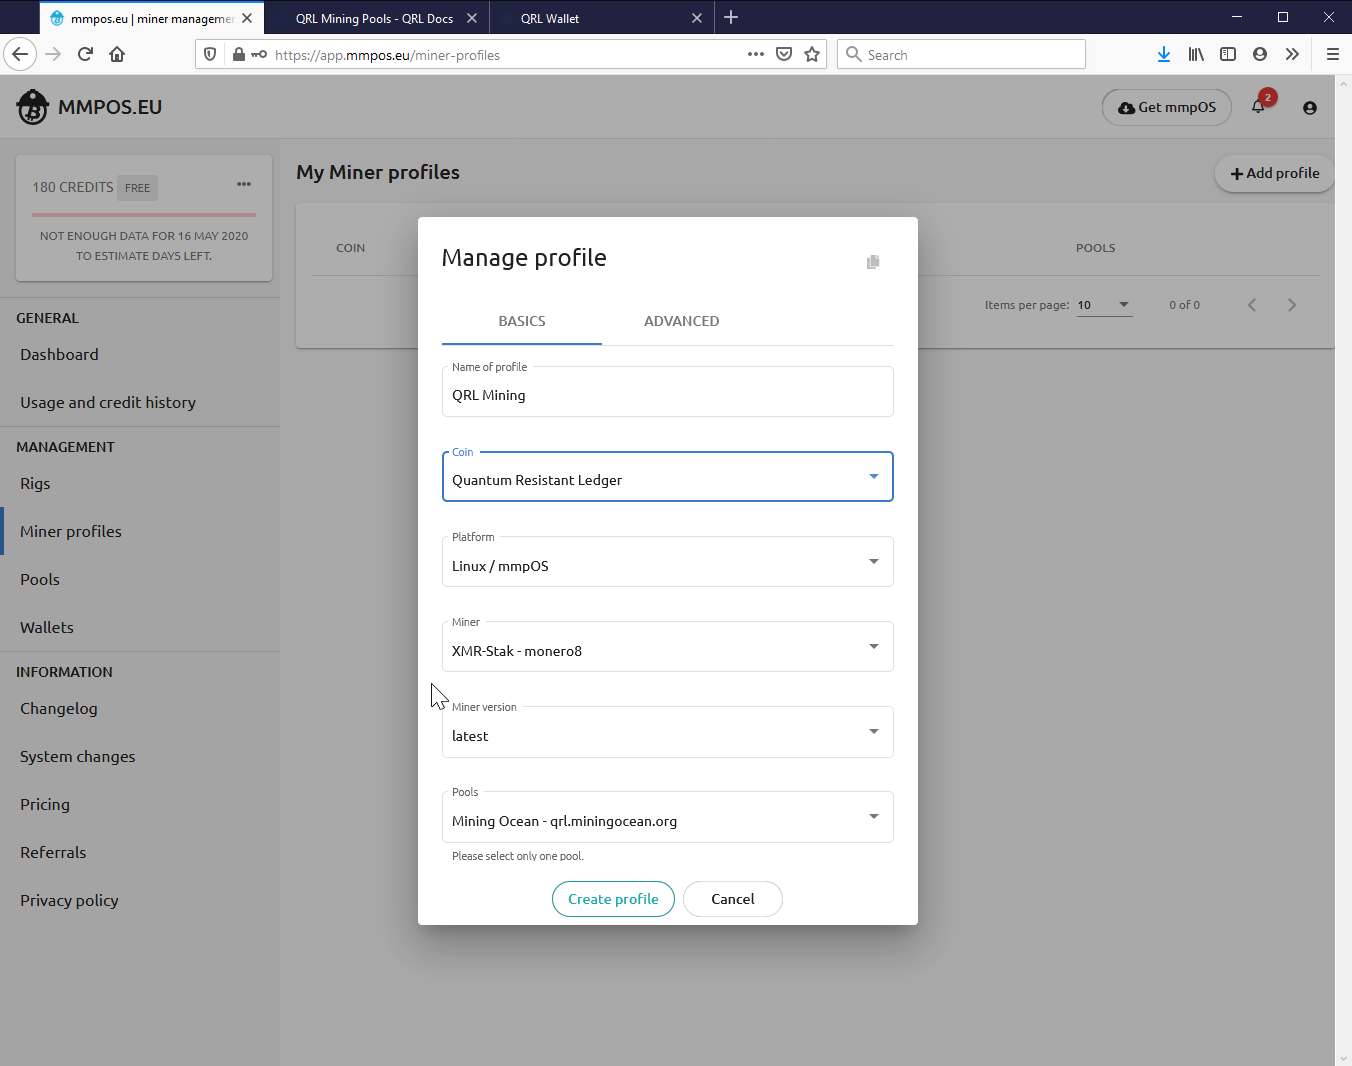 mmpos.eu | miner managemen
QRL Mining Pools - QRL Docs
QRL Wallet
https://app.mmpos.eu/miner-profiles
Search
MMPOS.EU
Get mmpOS
2
180 CREDITS FREE
NOT ENOUGH DATA FOR 16 MAY 2020
TO ESTIMATE DAYS LEFT.
GENERAL
Dashboard
Usage and credit history
MANAGEMENT
Rigs
Miner profiles
Pools
Wallets
INFORMATION
Changelog
System changes
Pricing
Referrals
Privacy policy
My Miner profiles
Add profile
COIN
POOLS
Items per page: 10
0 of 0
Manage profile
BASICS
ADVANCED
Name of profile
QRL Mining
Coin
Quantum Resistant Ledger
Platform
Linux / mmpOS
Miner
XMR-Stak - monero8
Miner version
latest
Pools
Mining Ocean - qrl.miningocean.org
Please select only one pool.
Create profile
Cancel